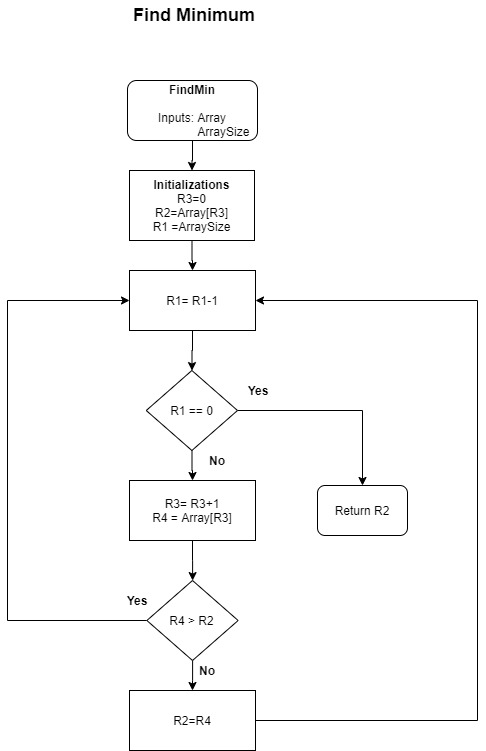 Find Minimum
FindMin
Inputs: Array
ArraySize
Initializations
R3=0
R2=Array[R3]
R1 =ArraySize
R1= R1-1
R1 == 0
Yes
No
R3= R3+1
R4 = Array[R3]
Return R2
Yes
R4 > R2
No
R2=R4